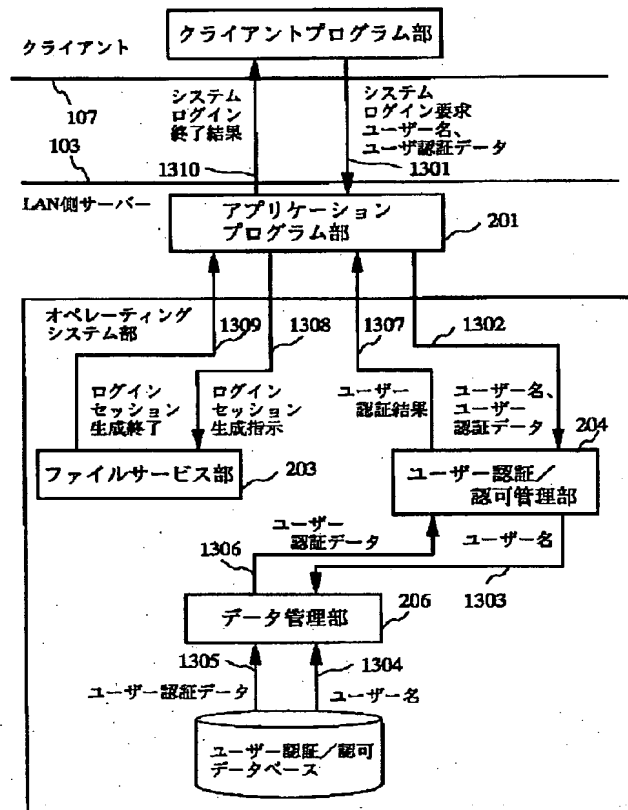 クライアント
クライアントプログラム部
107
システム
ログイン
終了結果
システム
ログイン要求
ユーザー名、
ユーザ認証データ
103
1310
1301
LAN側サーバー
アプリケーション
プログラム部
201
オペレーティング
システム部
1309
1308
1307
1302
ログイン
セッション
生成終了
ログイン
セッション
生成指示
ユーザー
認証結果
ユーザー名、
ユーザー
認証データ
204
ファイルサービス部
203
ユーザー認証/
認可管理部
ユーザー
認証データ
ユーザー名
1306
1303
データ管理部
206
1305
1304
ユーザー認証データ
ユーザー名
ユーザー認証/認可
データベース